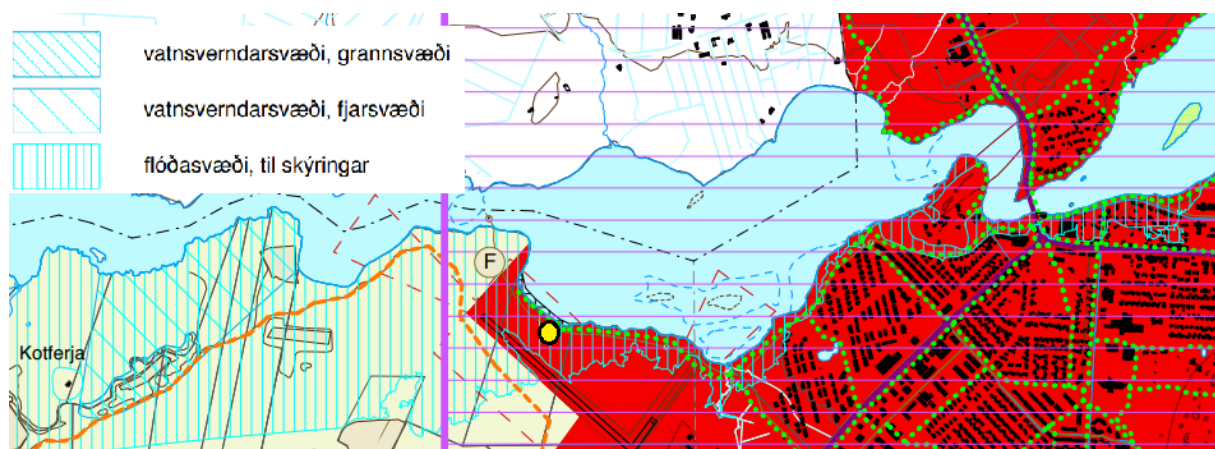 vatnsverndarsvæði, grannsvæði
vatnsverndarsvæði, fjarsvæði
flóðasvæði, til skýringar
F
Kotferja